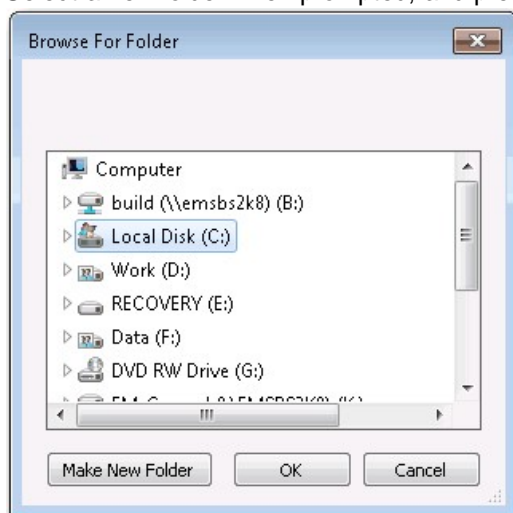 Browse For Folder
Computer
build (\\emsbs2k8) (B:)
Local Disk (C:)
Work (D:)
RECOVERY (E:)
Data (F:)
DVD RW Drive (G:)
Make New Folder
OK
Cancel